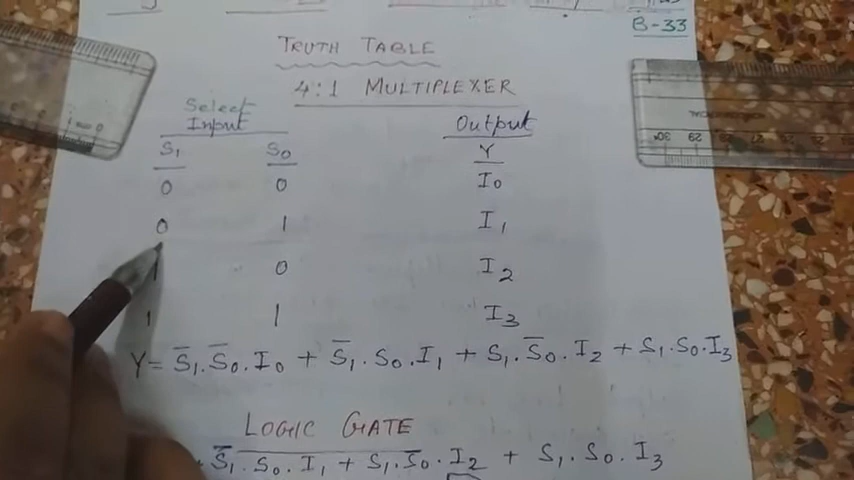 B-33
TRUTH TABLE
4:1 MULTIPLEXER
Select Input Output
S1 S0 Y
0 0 I0
0 1 I1
1 0 I2
1 1 I3
Y = S̅1.S̅0.I0 + S̅1.S0.I1 + S1.S̅0.I2 + S1.S0.I3
LOGIC GATE
S̅1.S0.I1 + S1.S̅0.I2 + S1.S0.I3
30 29